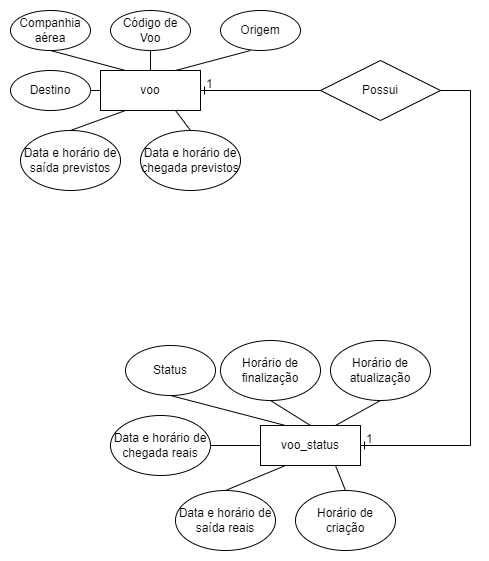 Companhia
aérea
Código de
Voo
Origem
Destino
voo
1
Possui
Data e horário de
saída previstos
Data e horário de
chegada previstos
Status
Horário de
finalização
Horário de
atualização
Data e horário de
chegada reais
voo_status
1
Data e horário de
saída reais
Horário de
criação